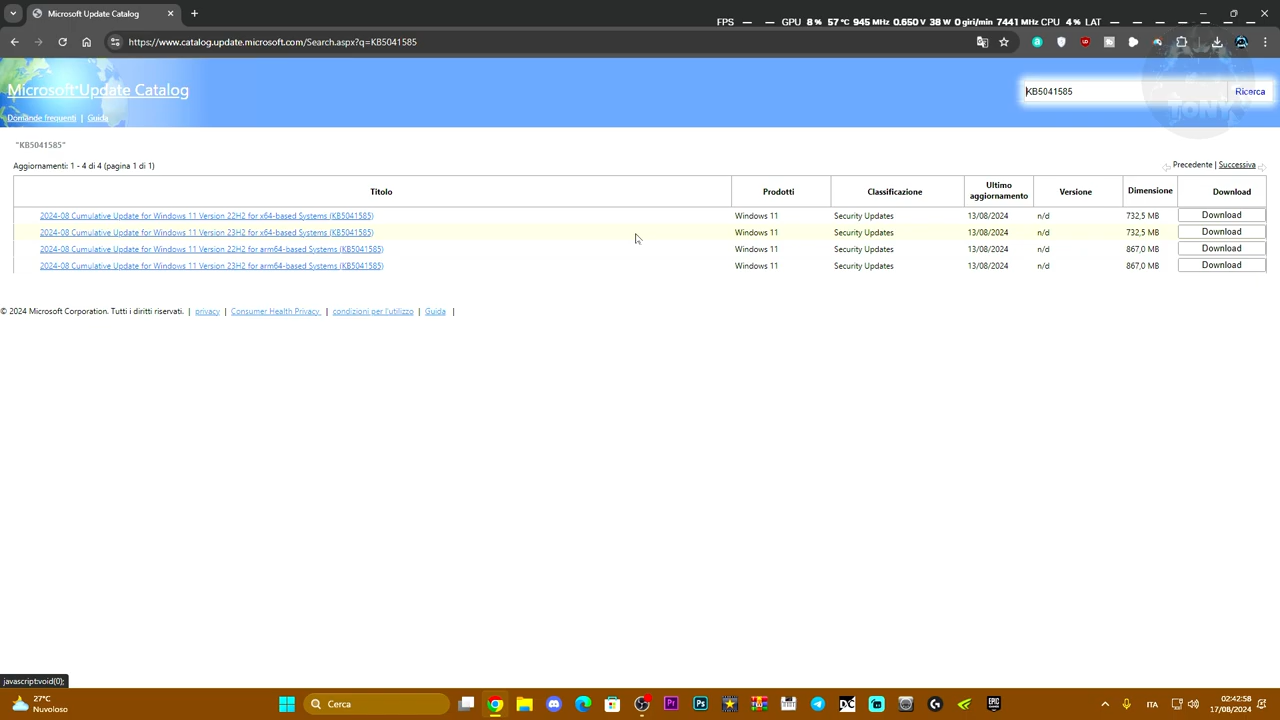 Microsoft Update Catalog
FPS — — GPU 8 % 57 °C 945 MHz 0.650 V 38 W 0 giri/min 7441 MHz CPU 4 % LAT — — — — —
https://www.catalog.update.microsoft.com/Search.aspx?q=KB5041585
Microsoft Update Catalog
KB5041585 Ricerca
TONY
Domande frequenti | Guida
"KB5041585"
Aggiornamenti: 1 - 4 di 4 (pagina 1 di 1) Precedente | Successiva
Titolo Prodotti Classificazione Ultimo aggiornamento Versione Dimensione Download
2024-08 Cumulative Update for Windows 11 Version 22H2 for x64-based Systems (KB5041585) Windows 11 Security Updates 13/08/2024 n/d 732,5 MB Download
2024-08 Cumulative Update for Windows 11 Version 23H2 for x64-based Systems (KB5041585) Windows 11 Security Updates 13/08/2024 n/d 732,5 MB Download
2024-08 Cumulative Update for Windows 11 Version 22H2 for arm64-based Systems (KB5041585) Windows 11 Security Updates 13/08/2024 n/d 867,0 MB Download
2024-08 Cumulative Update for Windows 11 Version 23H2 for arm64-based Systems (KB5041585) Windows 11 Security Updates 13/08/2024 n/d 867,0 MB Download
© 2024 Microsoft Corporation. Tutti i diritti riservati. | privacy | Consumer Health Privacy | condizioni per l'utilizzo | Guida |
javascript:void(0);
27°C
Nuvoloso
Cerca
Pr
Ps
EPIC
ITA
02:42:58
17/08/2024